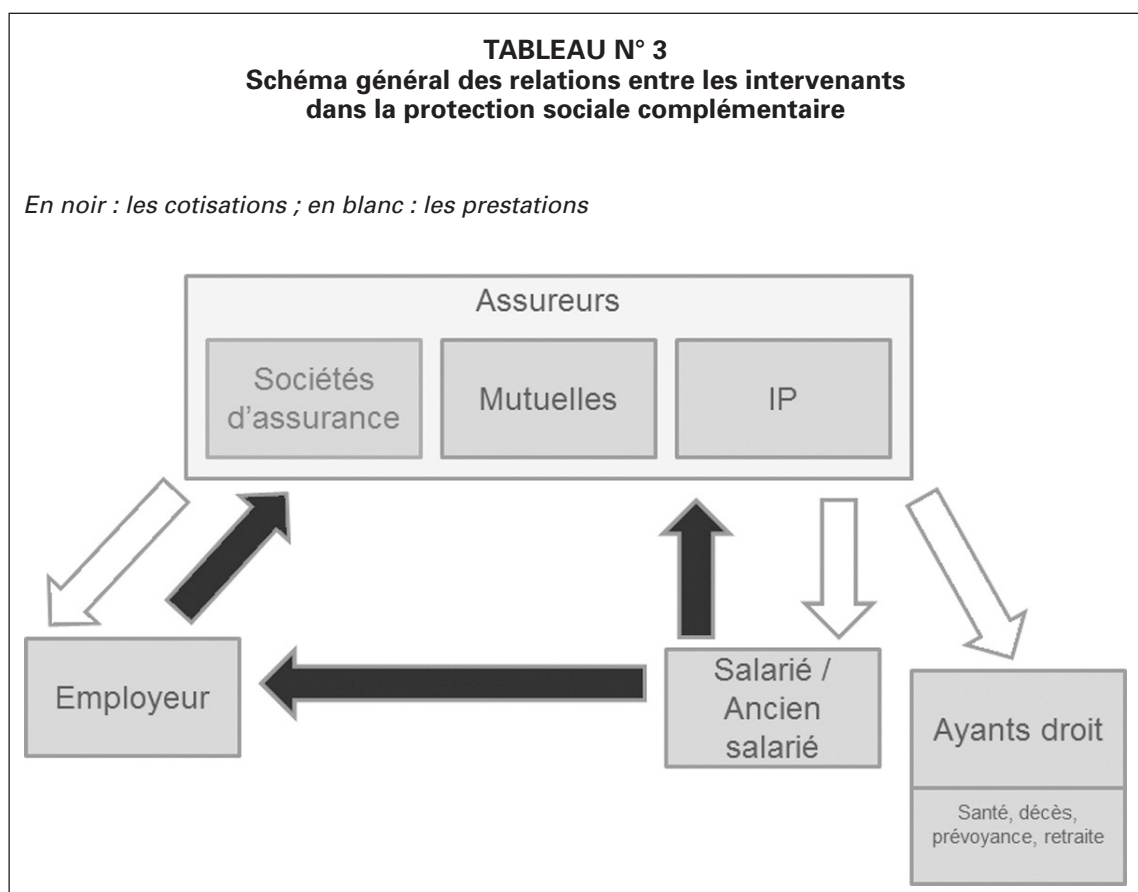 TABLEAU N° 3
Schéma général des relations entre les intervenants
dans la protection sociale complémentaire
En noir : les cotisations ; en blanc : les prestations
Assureurs
Sociétés
d'assurance
Mutuelles
IP
Employeur
Salarié /
Ancien
salarié
Ayants droit
Santé, décès,
prévoyance, retraite